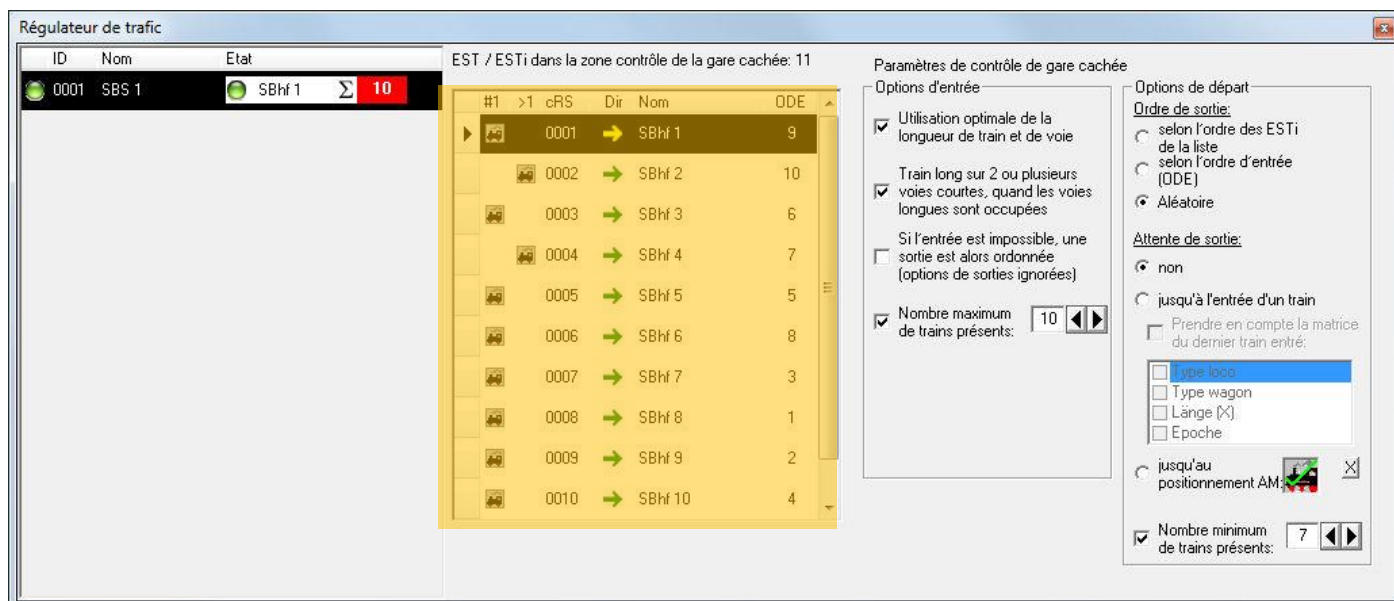 Régulateur de trafic
ID Nom Etat
0001 SBS 1 SBhf 1 Σ 10
EST / ESTi dans la zone contrôle de la gare cachée: 11
#1 >1 cRS Dir Nom ODE
0001 SBhf 1 9
0002 SBhf 2 10
0003 SBhf 3 6
0004 SBhf 4 7
0005 SBhf 5 5
0006 SBhf 6 8
0007 SBhf 7 3
0008 SBhf 8 1
0009 SBhf 9 2
0010 SBhf 10 4
Paramètres de contrôle de gare cachée
Options d'entrée
Utilisation optimale de la
longueur de train et de voie
Train long sur 2 ou plusieurs
voies courtes, quand les voies
longues sont occupées
Si l'entrée est impossible, une
sortie est alors ordonnée
(options de sorties ignorées)
Nombre maximum
de trains présents: 10
Options de départ
Ordre de sortie:
selon l'ordre des ESTi
de la liste
selon l'ordre d'entrée
(ODE)
Aléatoire
Attente de sortie:
non
jusqu'à l'entrée d'un train
Prendre en compte la matrice
du dernier train entré:
Type loco
Type wagon
Länge (X)
Epoche
jusqu'au
positionnement AM: X
Nombre minimum
de trains présents: 7